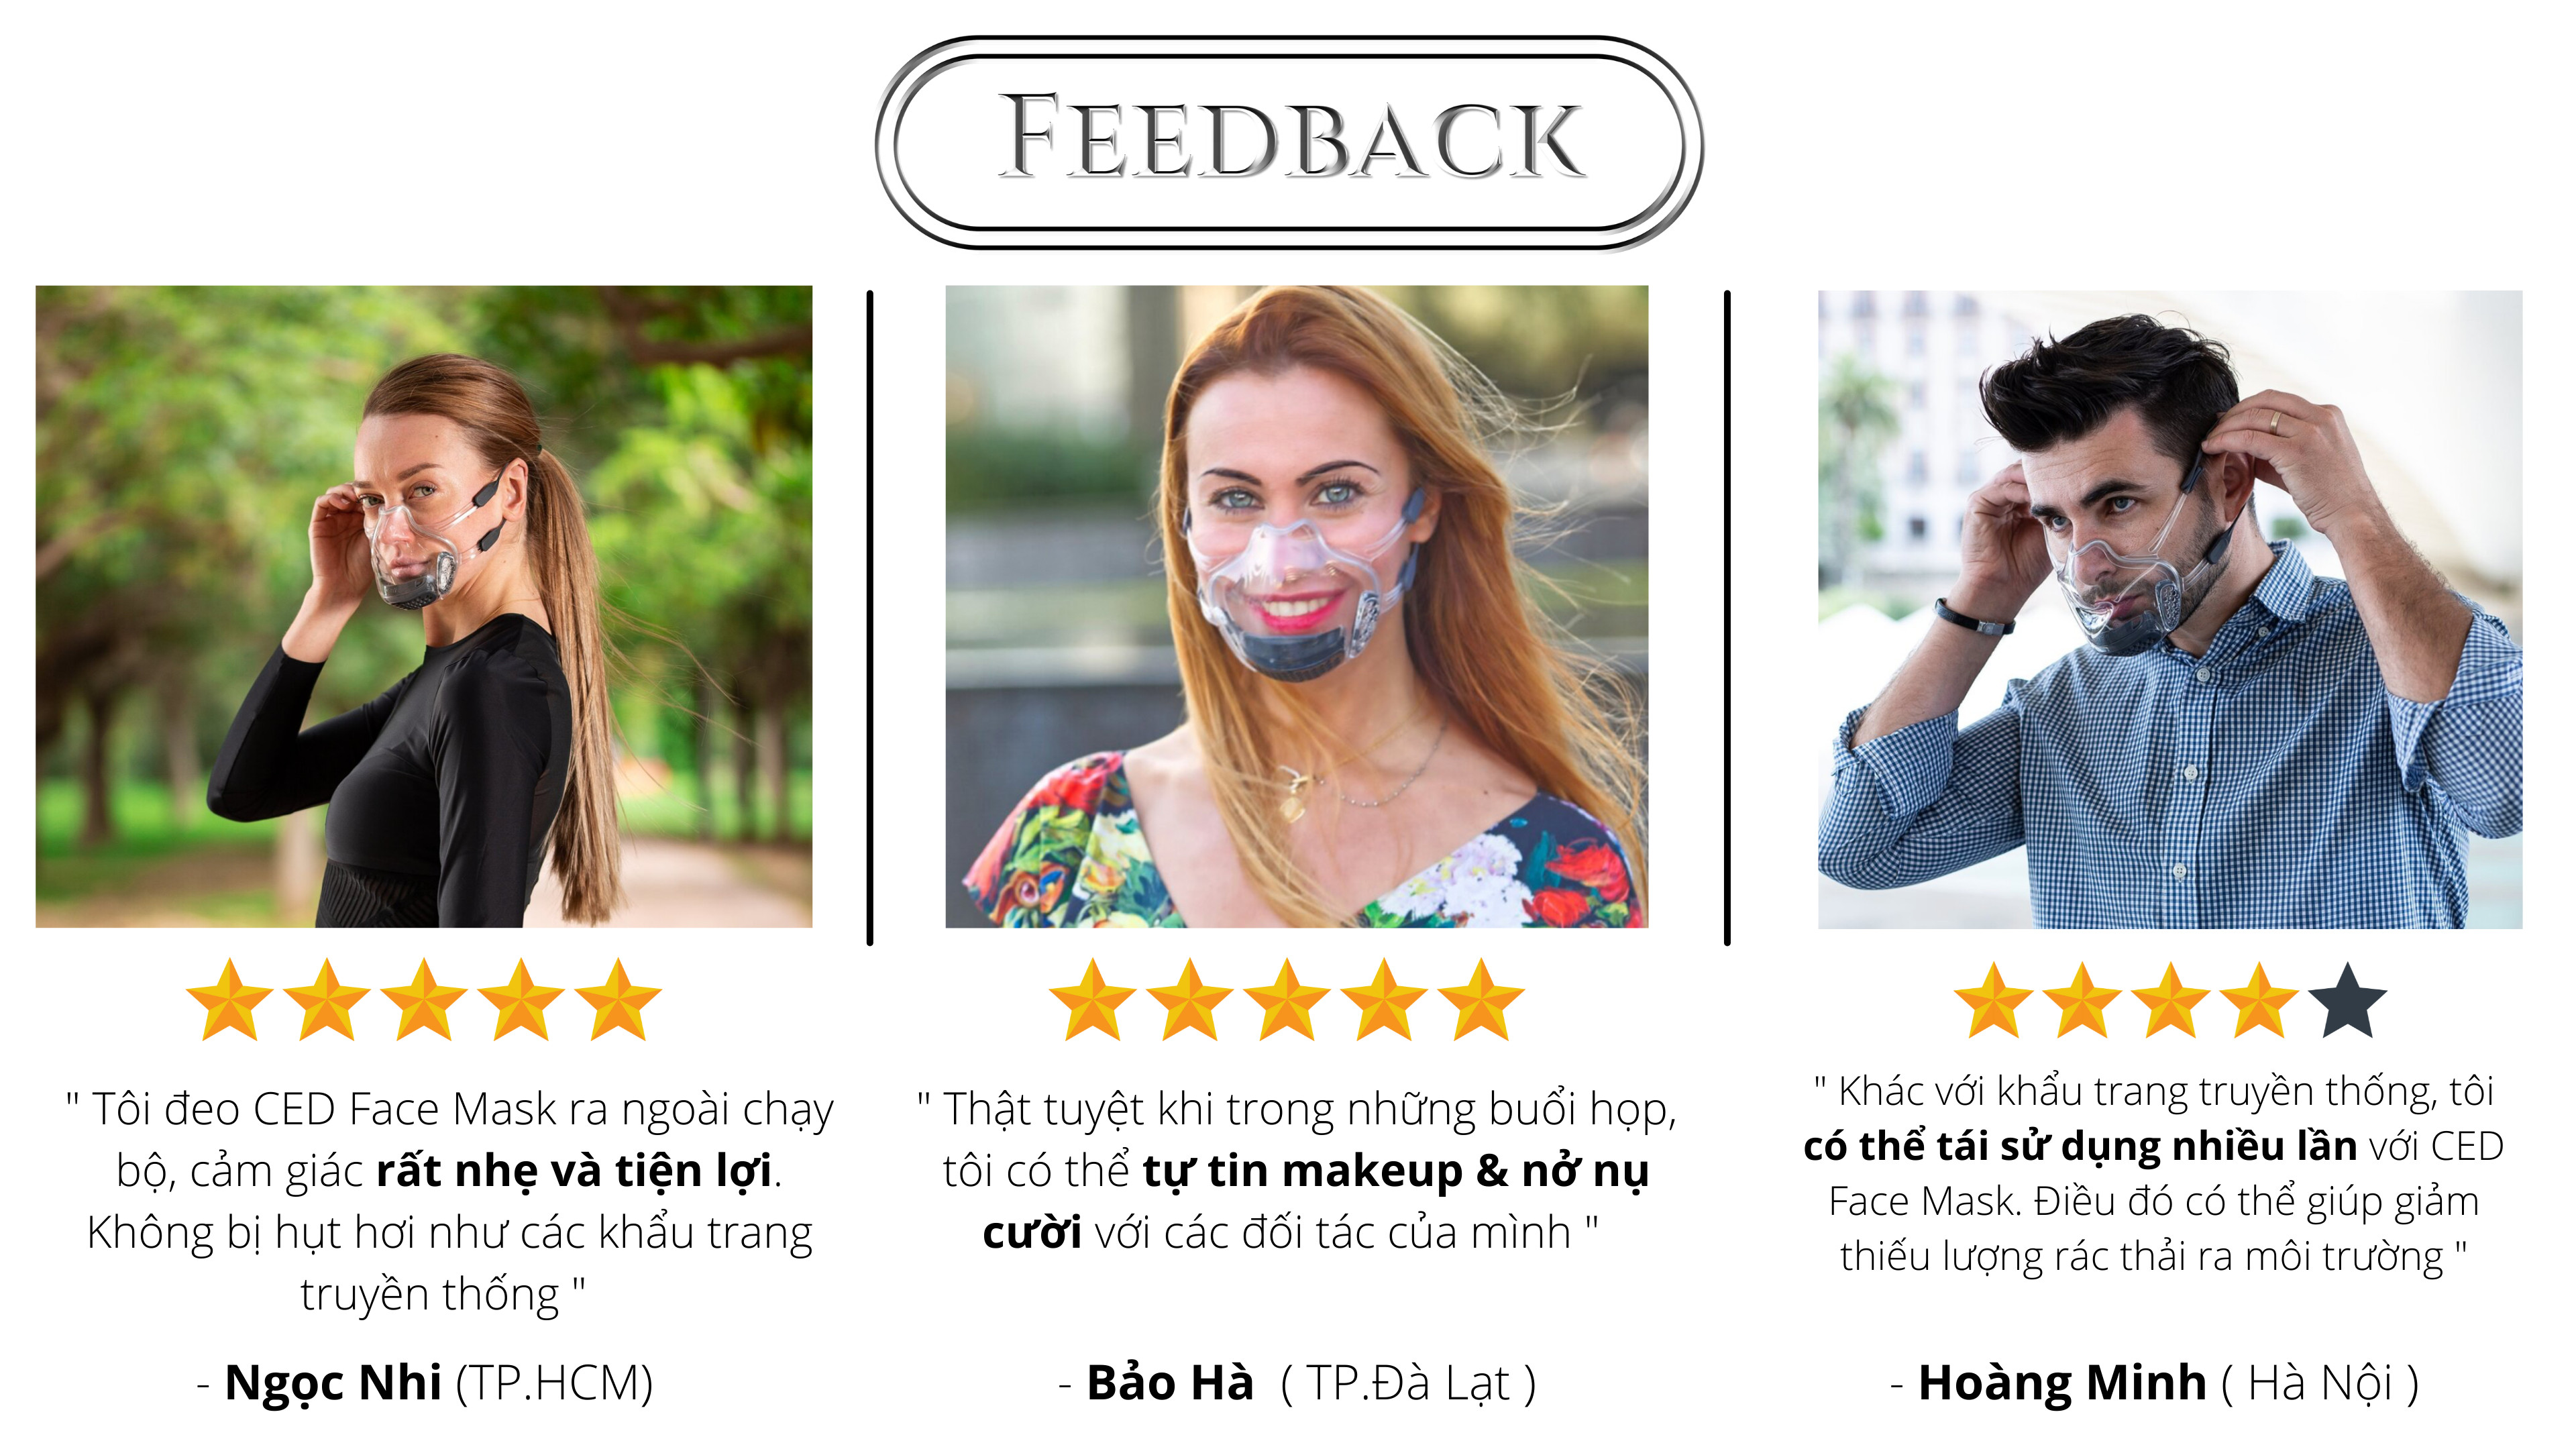 FEEDBACK
" Tôi đeo CED Face Mask ra ngoài chạy
bộ, cảm giác rất nhẹ và tiện lợi.
Không bị hụt hơi như các khẩu trang
truyền thống "
- Ngọc Nhi (TP.HCM)
" Thật tuyệt khi trong những buổi họp,
tôi có thể tự tin makeup & nở nụ
cười với các đối tác của mình "
- Bảo Hà ( TP.Đà Lạt )
" Khác với khẩu trang truyền thống, tôi
có thể tái sử dụng nhiều lần với CED
Face Mask. Điều đó có thể giúp giảm
thiếu lượng rác thải ra môi trường "
- Hoàng Minh ( Hà Nội )